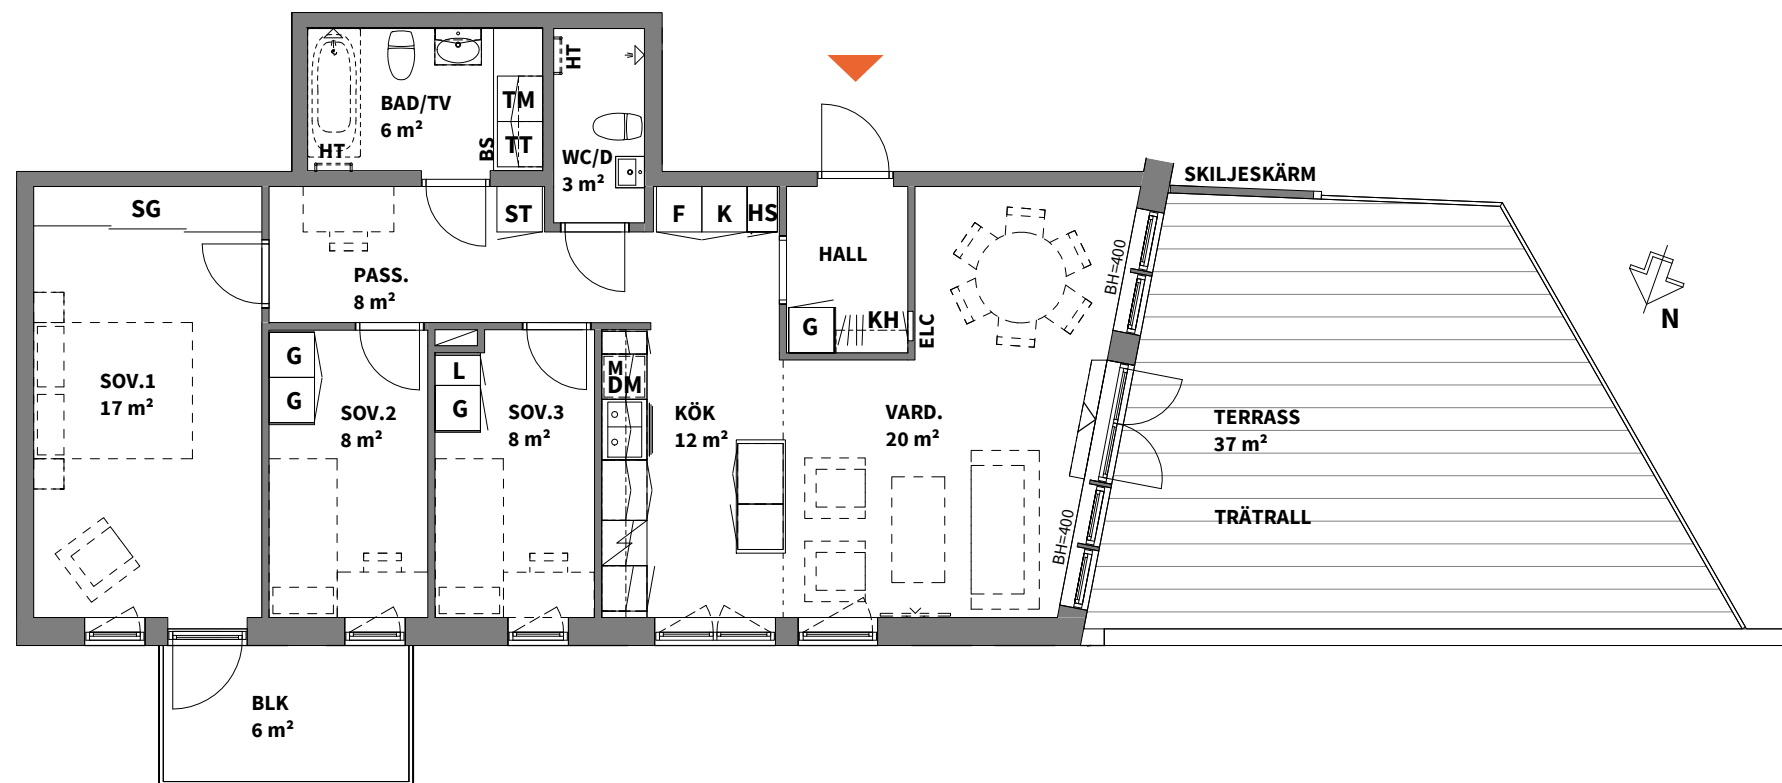 HT
BAD/TV
6 m²
TM
TT
BS
HT
WC/D
3 m²
SKILJESKÄRM
SG
ST
F
K
HS
HALL
PASS.
8 m²
G
KH
ELC
BH=400
N
G
G
L
G
M
DM
SOV.1
17 m²
SOV.2
8 m²
SOV.3
8 m²
KÖK
12 m²
VARD.
20 m²
TERRASS
37 m²
TRÄTRALL
BH=400
BLK
6 m²